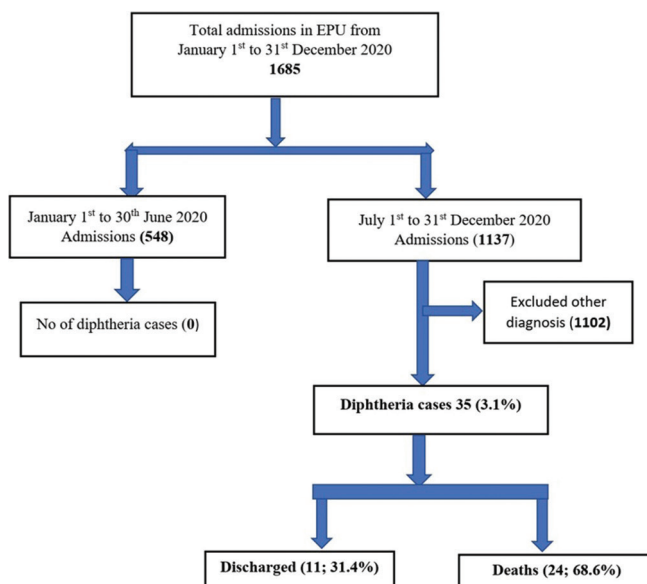 Total admissions in EPU from
January 1st to 31st December 2020
1685
January 1st to 30th June 2020
Admissions (548)
July 1st to 31st December 2020
Admissions (1137)
No of diphtheria cases (0)
Excluded other
diagnosis (1102)
Diphtheria cases 35 (3.1%)
Discharged (11; 31.4%)
Deaths (24; 68.6%)